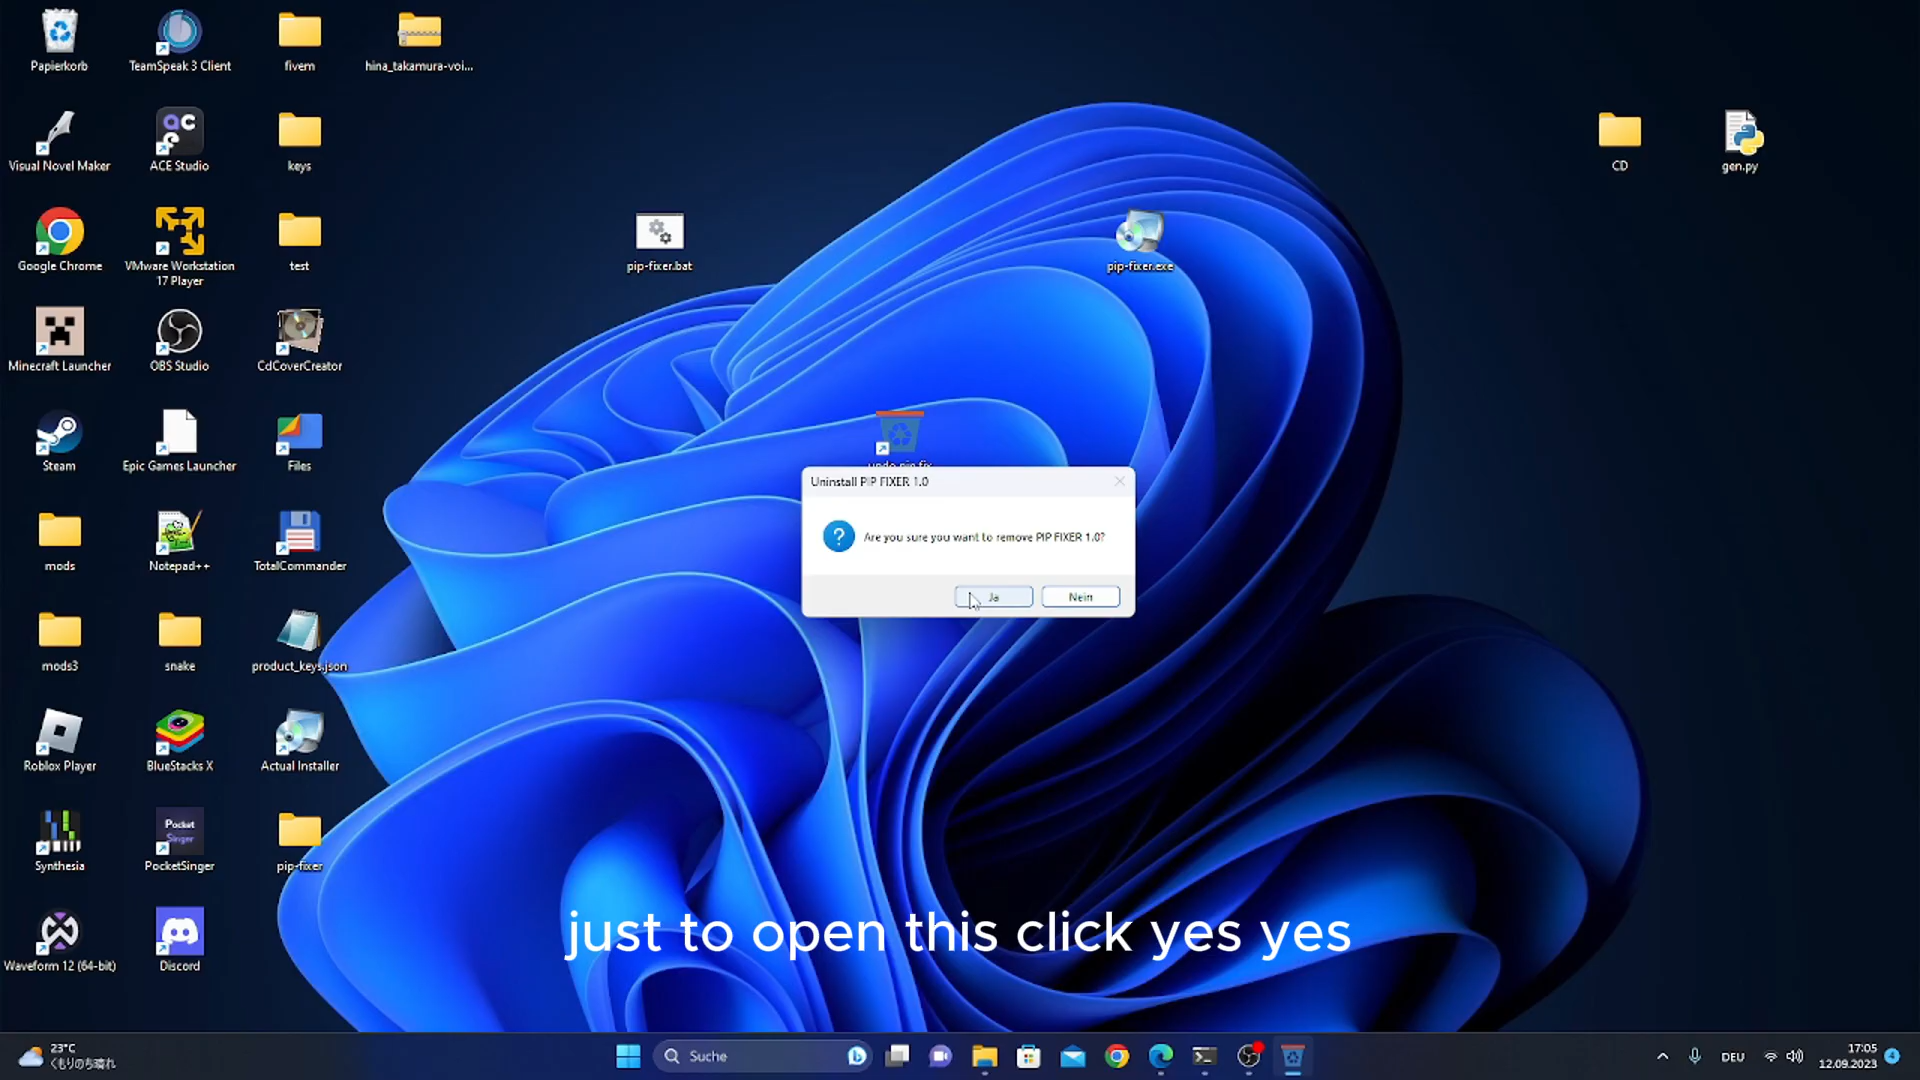 Papierkorb
TeamSpeak 3 Client
fivem
hina_takamura-voi...
Visual Novel Maker
ACE Studio
keys
CD
gen.py
Google Chrome
VMware Workstation
17 Player
test
pip-fixer.bat
pip-fixer.exe
Minecraft Launcher
OBS Studio
CdCoverCreator
Steam
Epic Games Launcher
Files
undo pip fix
Uninstall PIP FIXER 1.0
Are you sure you want to remove PIP FIXER 1.0?
Ja
Nein
mods
Notepad++
TotalCommander
mods3
snake
product_keys.json
Roblox Player
BlueStacks X
Actual Installer
Synthesia
Pocket
Singer
PocketSinger
pip-fixer
Waveform 12 (64-bit)
Discord
just to open this click yes yes
23°C
くもりのち晴れ
Suche
DEU
17:05
12.09.2023
4